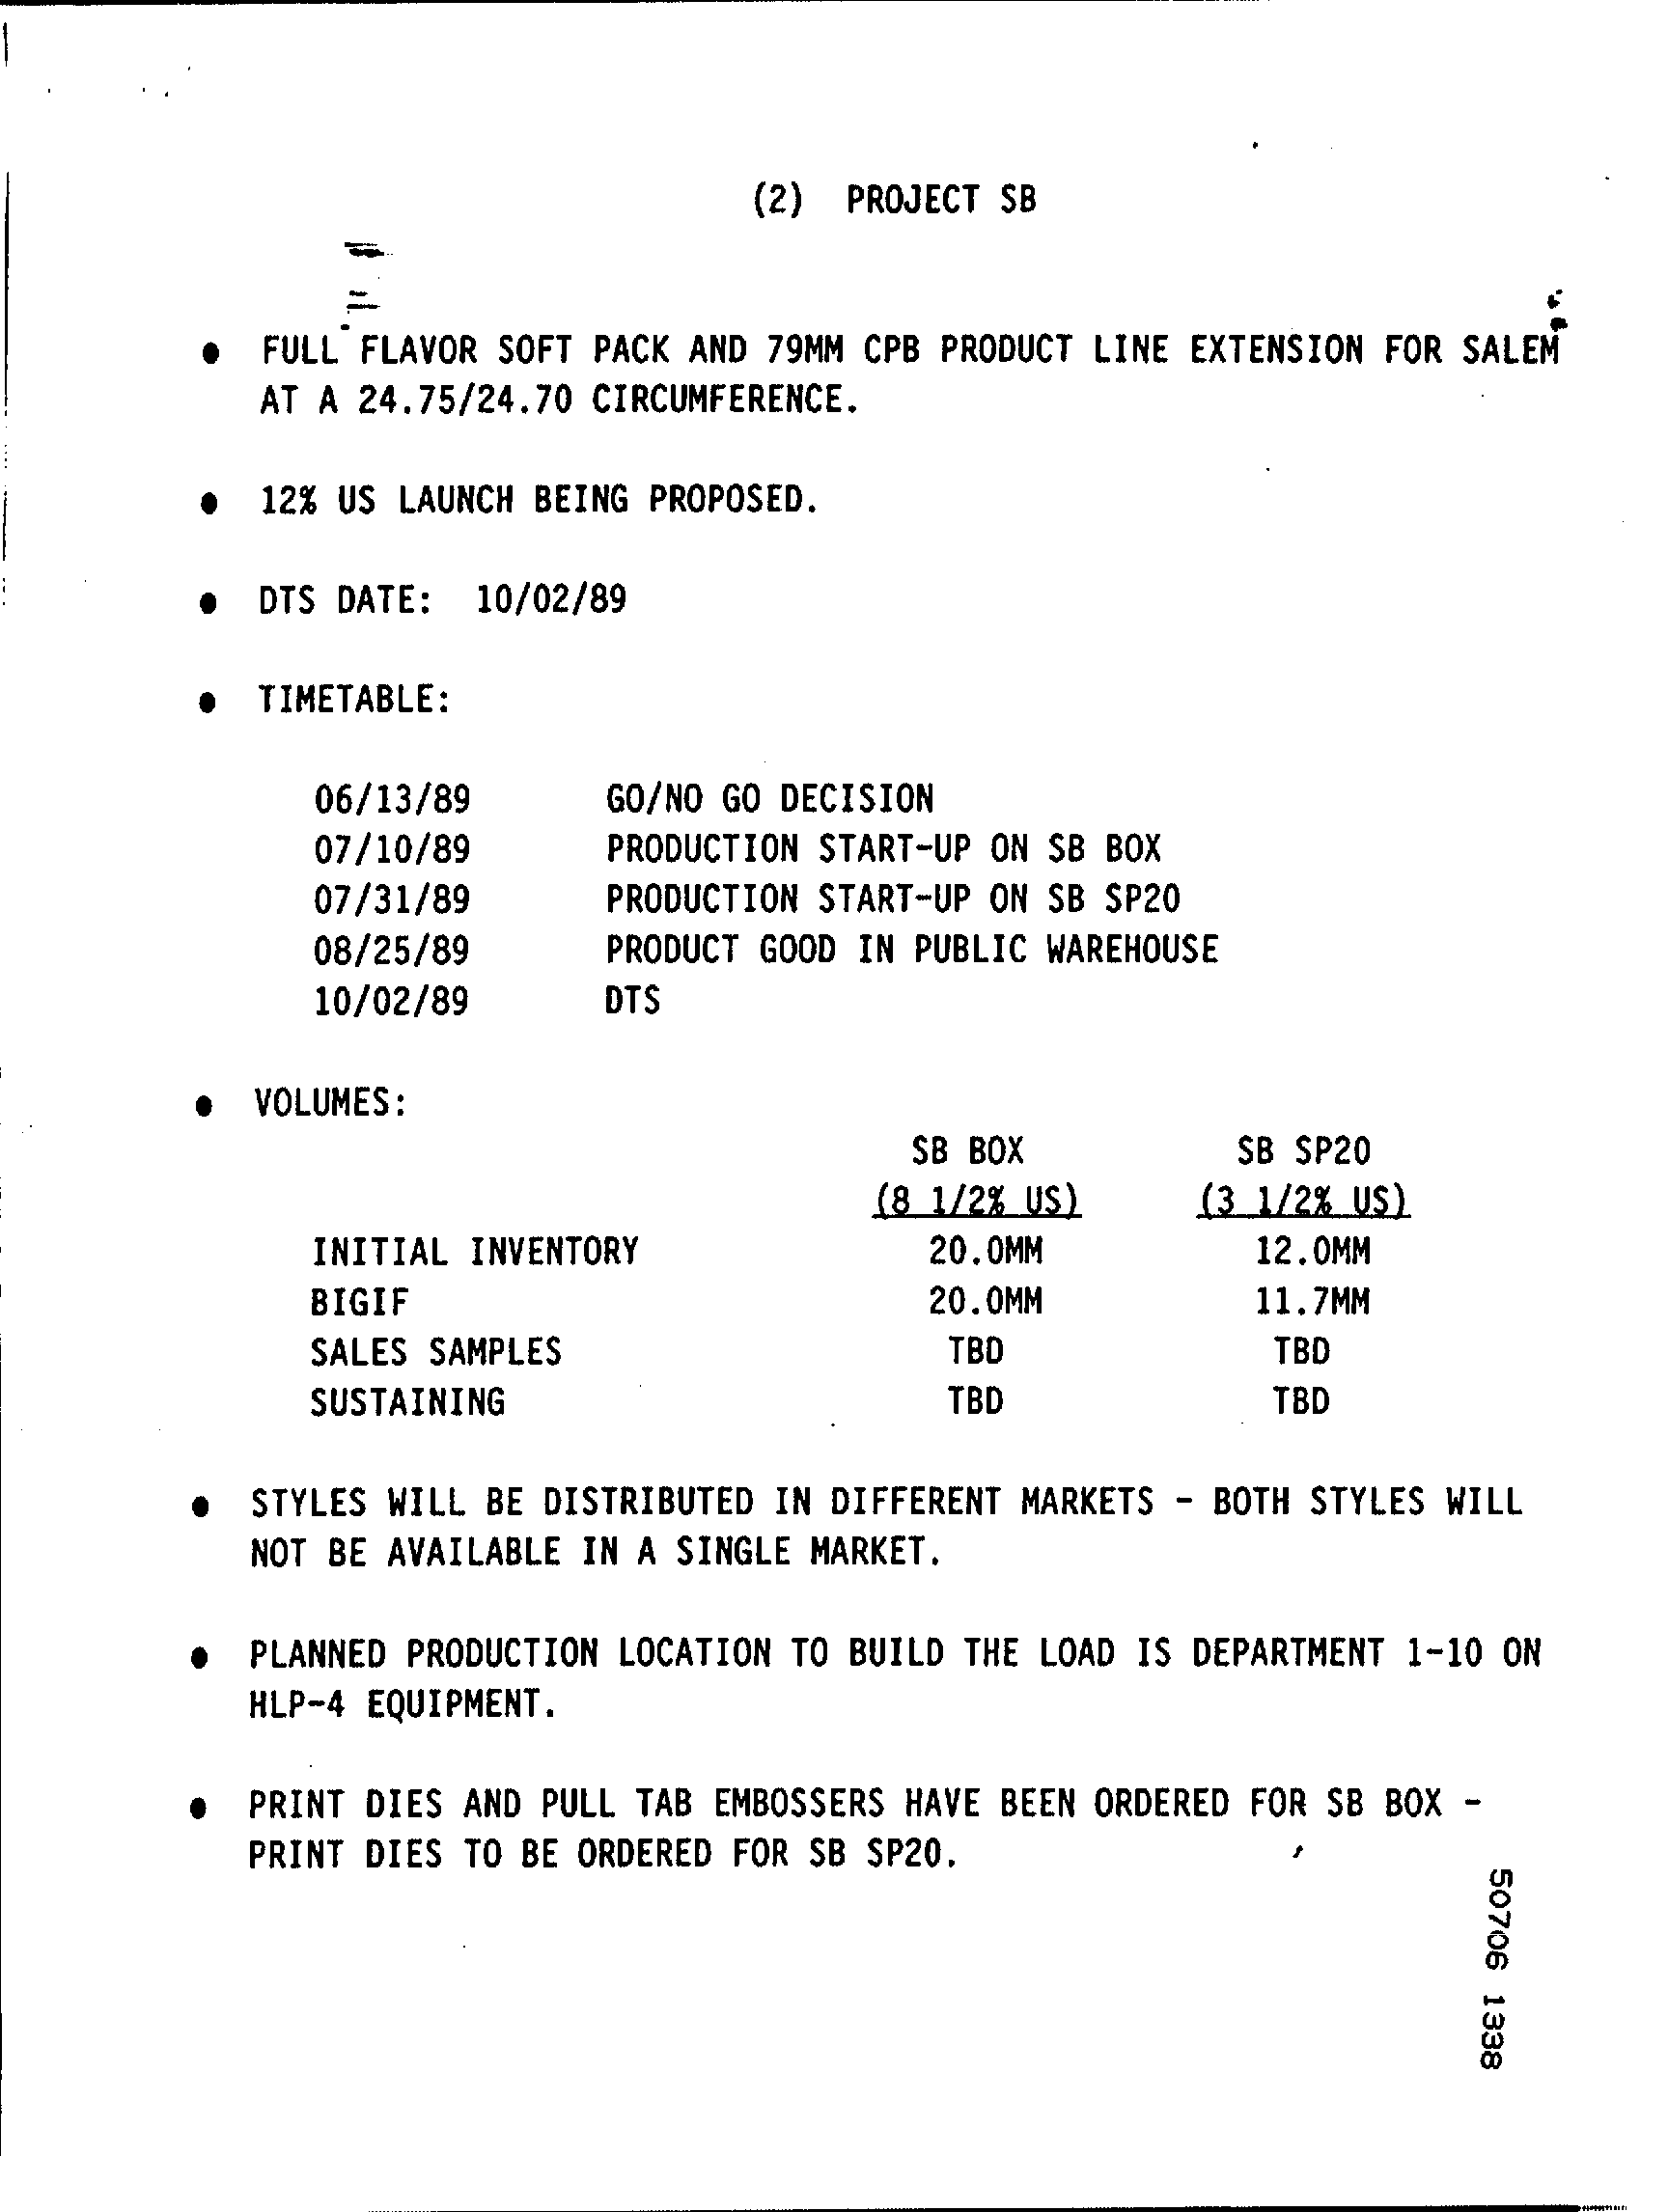 (2) PROJECT SB
● FULL FLAVOR SOFT PACK AND 79MM CPB PRODUCT LINE EXTENSION FOR SALEM
AT A 24.75/24.70 CIRCUMFERENCE.
● 12% US LAUNCH BEING PROPOSED.
● DTS DATE: 10/02/89
● TIMETABLE:
06/13/89 GO/NO GO DECISION
07/10/89 PRODUCTION START-UP ON SB BOX
07/31/89 PRODUCTION START-UP ON SB SP20
08/25/89 PRODUCT GOOD IN PUBLIC WAREHOUSE
10/02/89 DTS
● VOLUMES:
SB BOX SB SP20
(8 1/2% US) (3 1/2% US)
INITIAL INVENTORY 20.0MM 12.0MM
BIGIF 20.0MM 11.7MM
SALES SAMPLES TBD TBD
SUSTAINING TBD TBD
● STYLES WILL BE DISTRIBUTED IN DIFFERENT MARKETS - BOTH STYLES WILL
NOT BE AVAILABLE IN A SINGLE MARKET.
● PLANNED PRODUCTION LOCATION TO BUILD THE LOAD IS DEPARTMENT 1-10 ON
HLP-4 EQUIPMENT.
● PRINT DIES AND PULL TAB EMBOSSERS HAVE BEEN ORDERED FOR SB BOX -
PRINT DIES TO BE ORDERED FOR SB SP20.
50706 1338